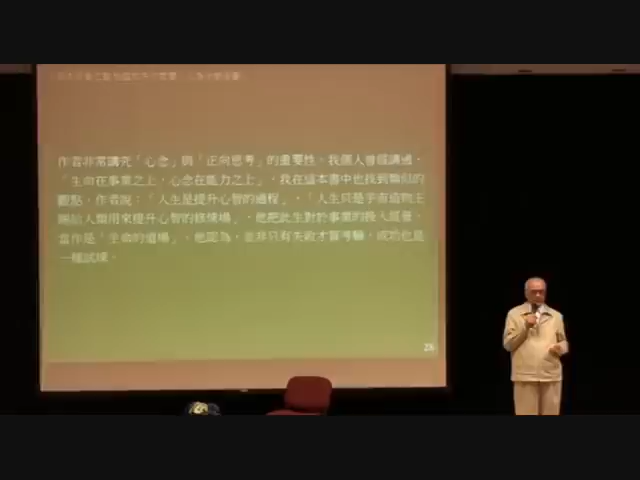 作者非常講究「心念」與「正向思考」的重要性。我個人曾經講過，
「生向在事業之上，心念在能力之上」，我在這本書中也找到類似的
觀點。作者說：「人生是提升心智的過程」、「人生只是宇宙造物主
賜給人類用來提升心智的修煉場」，他把此生對於事業的投入經營，
當作是「生命的道場」。他認為，並非只有失敗才算考驗，成功也是
一種試煉。
28